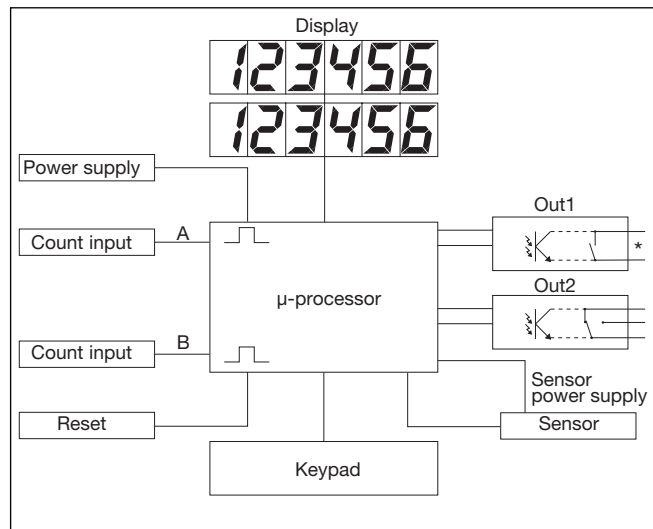 Display
123456
123456
Power supply
Count input
A
Out1
*
µ-processor
Out2
Count input
B
Sensor
power supply
Reset
Sensor
Keypad